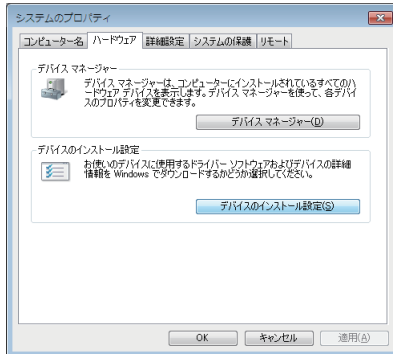 システムのプロパティ
コンピューター名 ハードウェア 詳細設定 システムの保護 リモート
デバイス マネージャー
デバイス マネージャーは、コンピューターにインストールされているすべてのハ
ードウェア デバイスを表示します。デバイス マネージャーを使って、各デバイ
スのプロパティを変更できます。
デバイス マネージャー(D)
デバイスのインストール設定
お使いのデバイスに使用するドライバー ソフトウェアおよびデバイスの詳細
情報を Windows でダウンロードするかどうか選択してください。
デバイスのインストール設定(S)
OK キャンセル 適用(A)